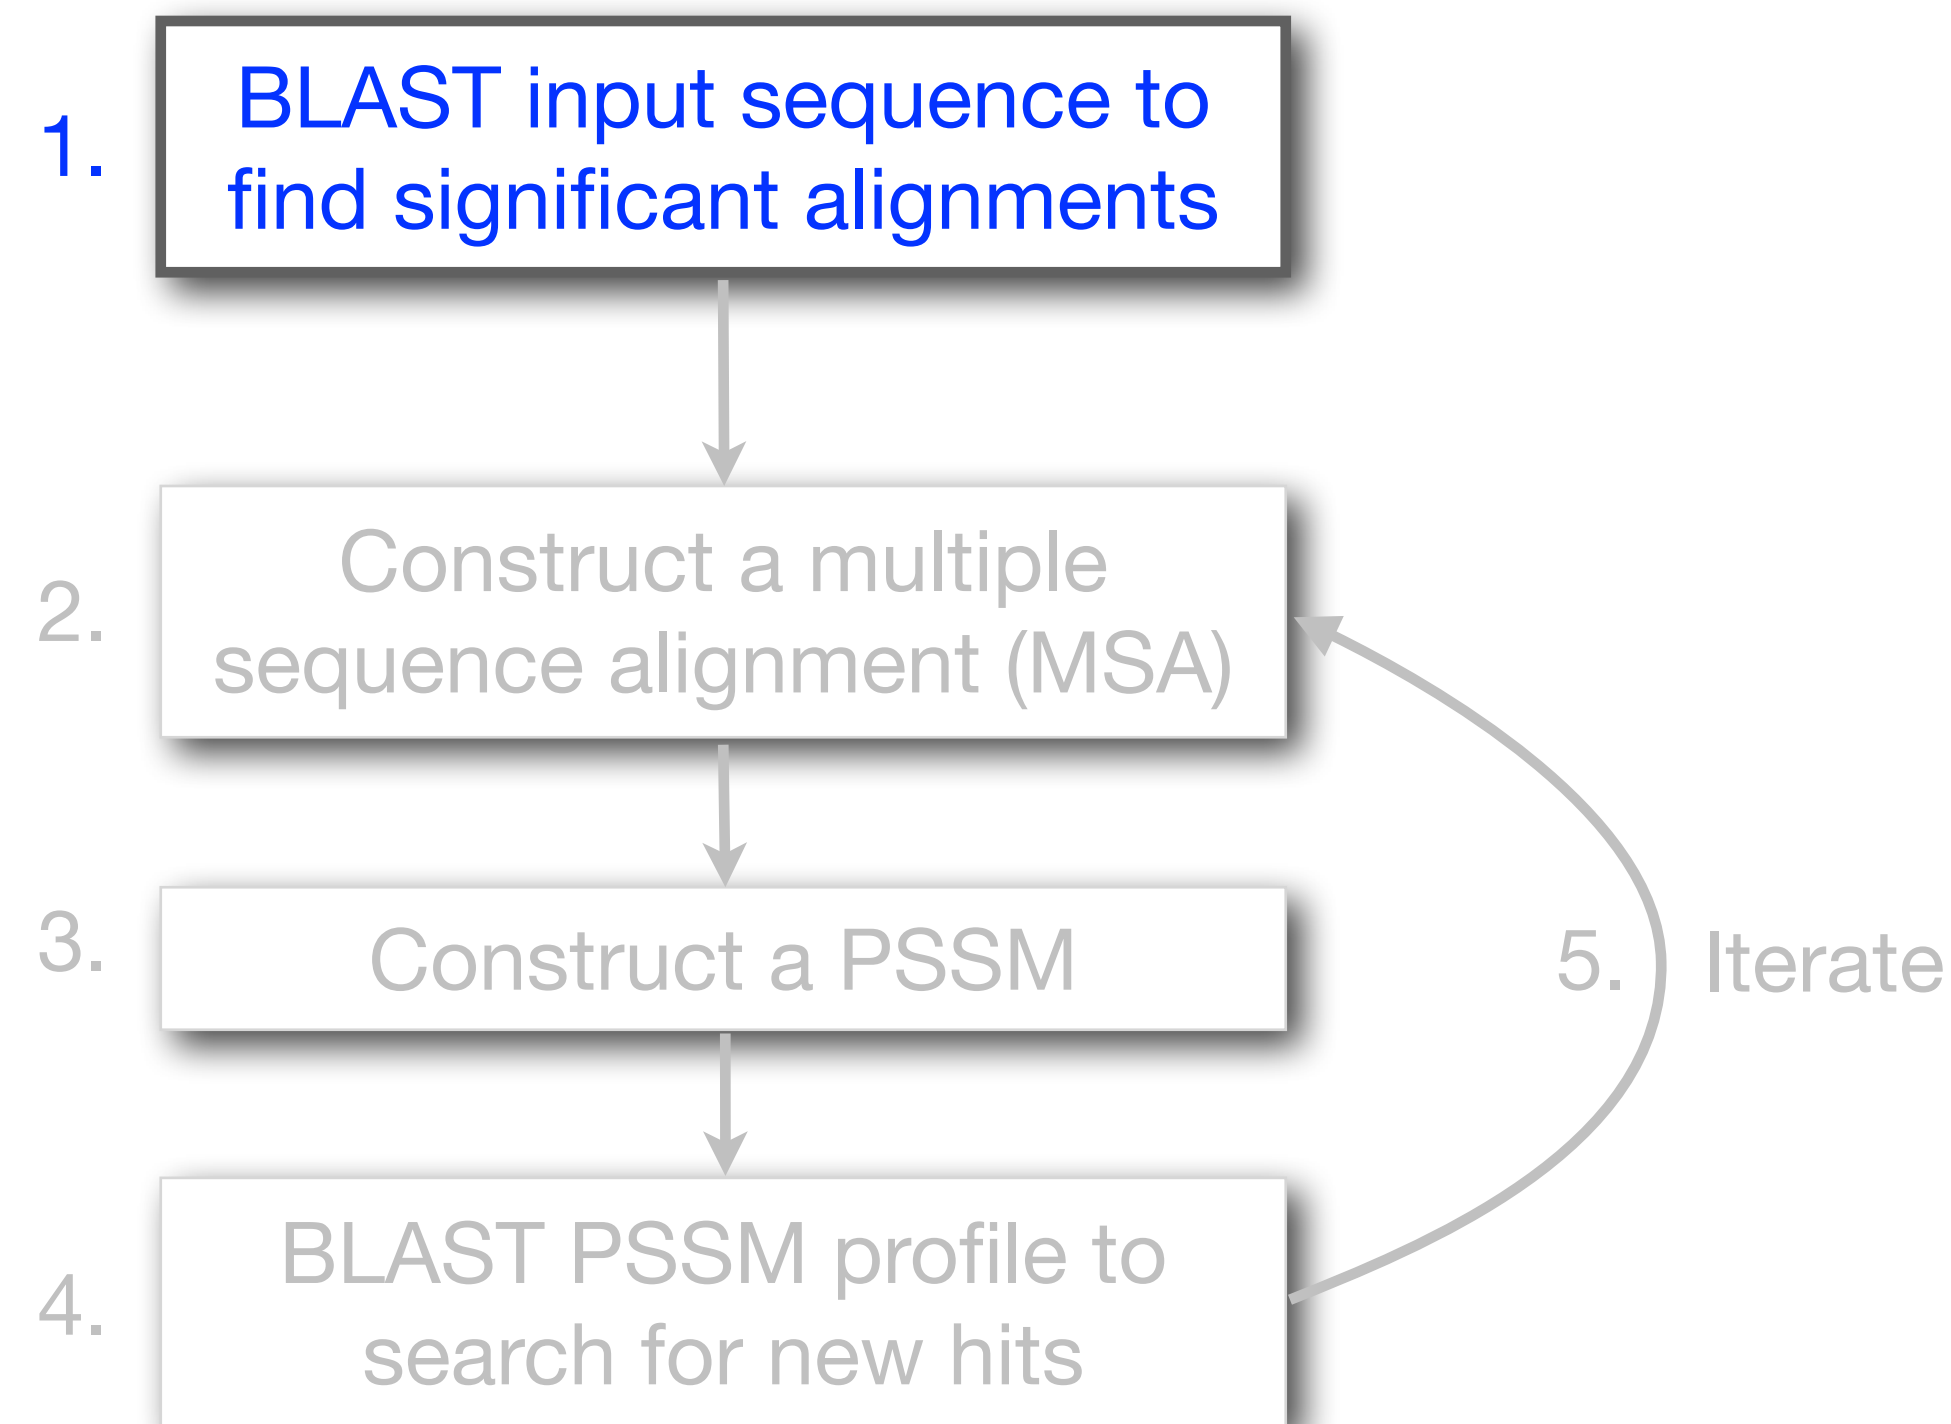 1.
BLAST input sequence to
find significant alignments
2.
Construct a multiple
sequence alignment (MSA)
3.
Construct a PSSM
5. Iterate
4.
BLAST PSSM profile to
search for new hits